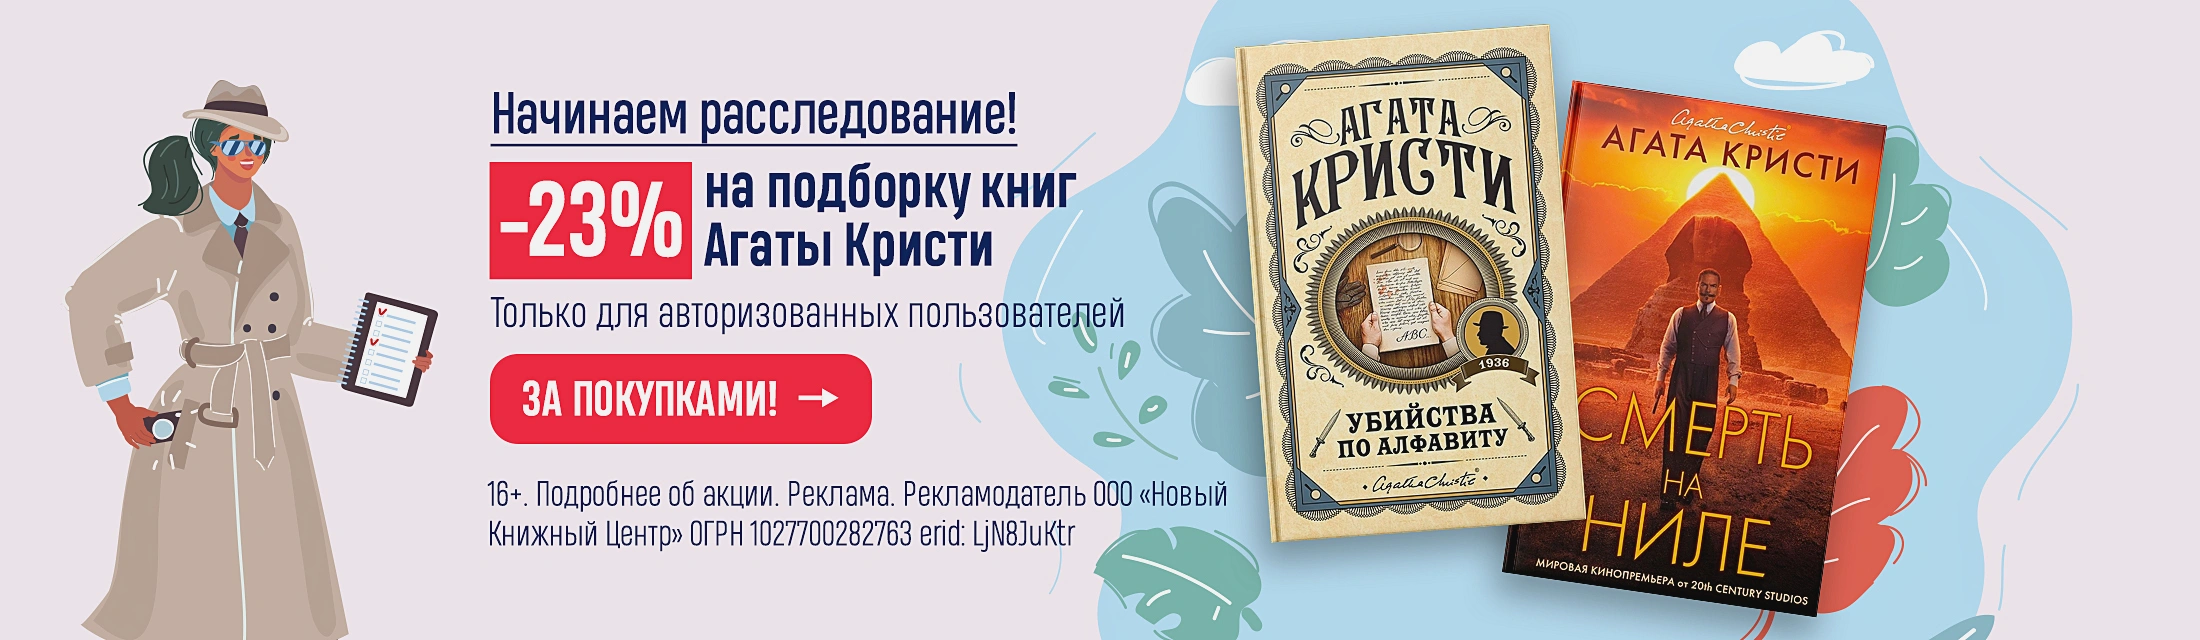 Начинаем расследование!
-23%
на подборку книг
Агаты Кристи
Только для авторизованных пользователей
ЗА ПОКУПКАМИ! →
16+. Подробнее об акции. Реклама. Рекламодатель ООО «Новый
Книжный Центр» ОГРН 1027700282763 erid: LjN8JuKtr
АГАТА
КРИСТИ
ABC
1936
УБИЙСТВА
ПО АЛФАВИТУ
Agatha Christie®
Agatha Christie®
АГАТА КРИСТИ
СМЕРТЬ
НА
НИЛЕ
МИРОВАЯ КИНОПРЕМЬЕРА от 20th CENTURY STUDIOS